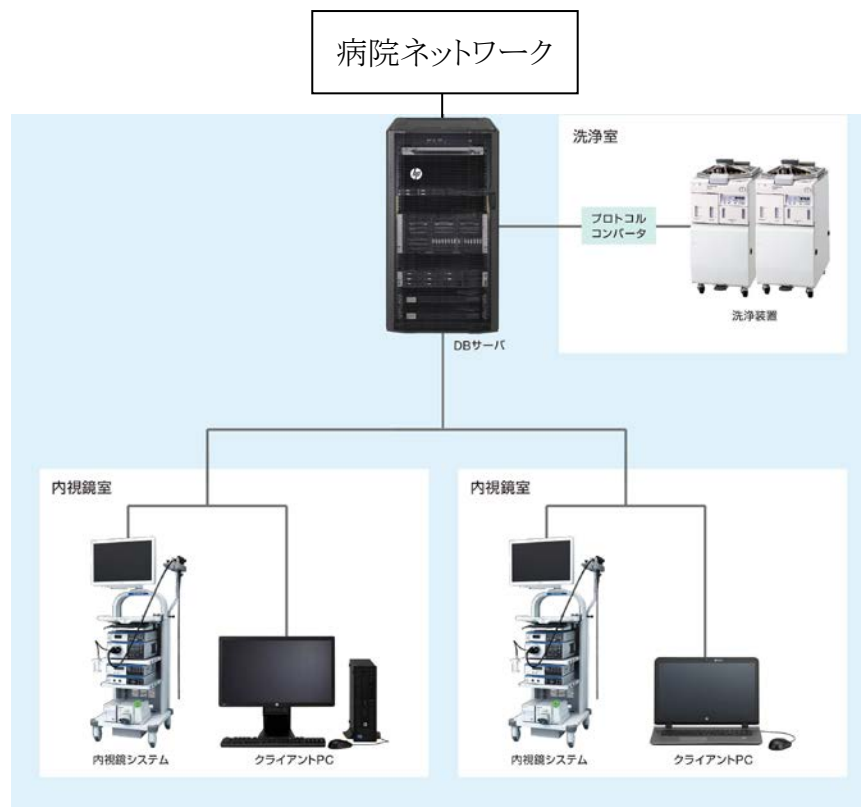 病院ネットワーク
洗浄室
プロトコル
コンバータ
洗浄装置
DBサーバ
内視鏡室
内視鏡システム
クライアントPC
内視鏡室
内視鏡システム
クライアントPC